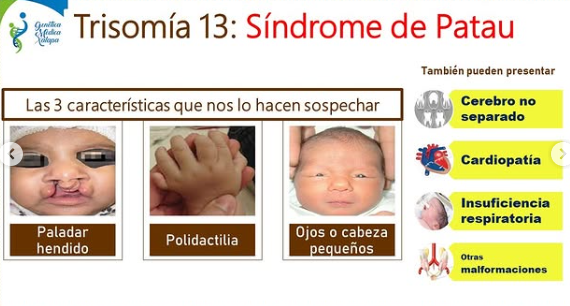 Genética
Médica
Xalapa
Trisomía 13: Síndrome de Patau
También pueden presentar
Las 3 características que nos lo hacen sospechar
Paladar
hendido
Polidactilia
Ojos o cabeza
pequeños
Cerebro no
separado
Cardiopatía
Insuficiencia
respiratoria
Otras
malformaciones